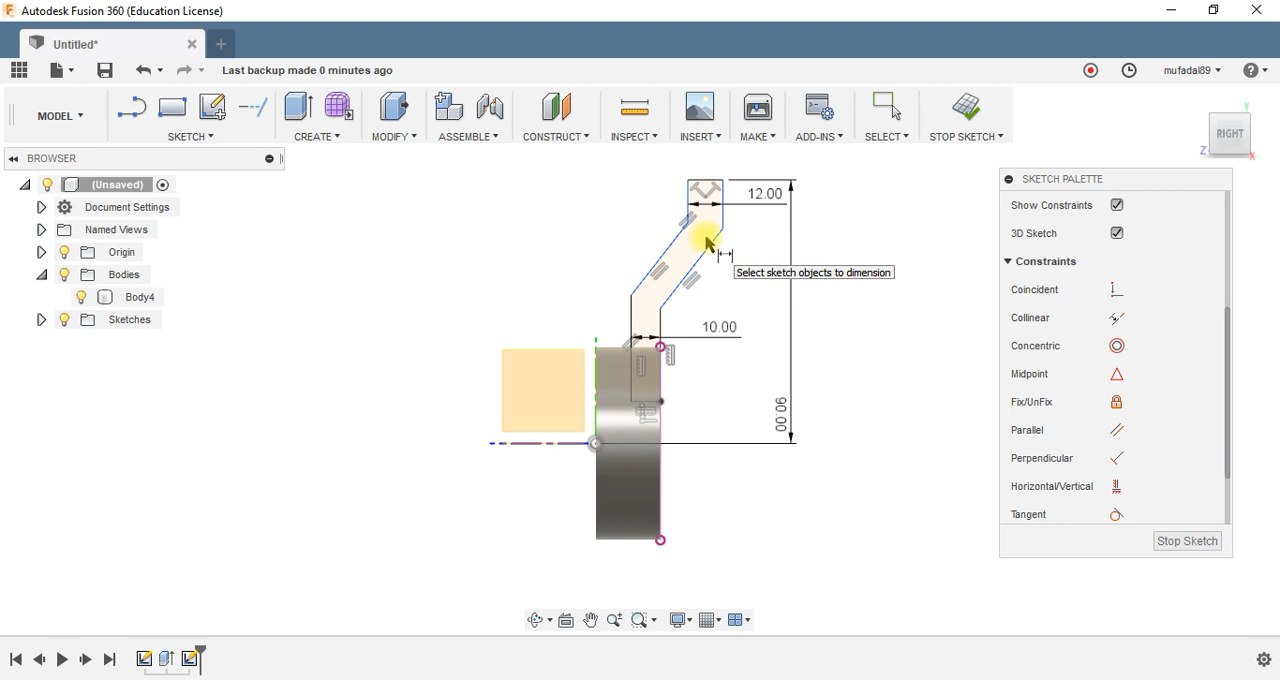 Autodesk Fusion 360 (Education License)
Untitled*
Last backup made 0 minutes ago
mufadal89
MODEL
SKETCH
CREATE
MODIFY
ASSEMBLE
CONSTRUCT
INSPECT
INSERT
MAKE
ADD-INS
SELECT
STOP SKETCH
Y
RIGHT
Z
X
BROWSER
(Unsaved)
Document Settings
Named Views
Origin
Bodies
Body4
Sketches
12.00
Select sketch objects to dimension
10.00
90.00
SKETCH PALETTE
Show Constraints
3D Sketch
Constraints
Coincident
Collinear
Concentric
Midpoint
Fix/UnFix
Parallel
Perpendicular
Horizontal/Vertical
Tangent
Stop Sketch